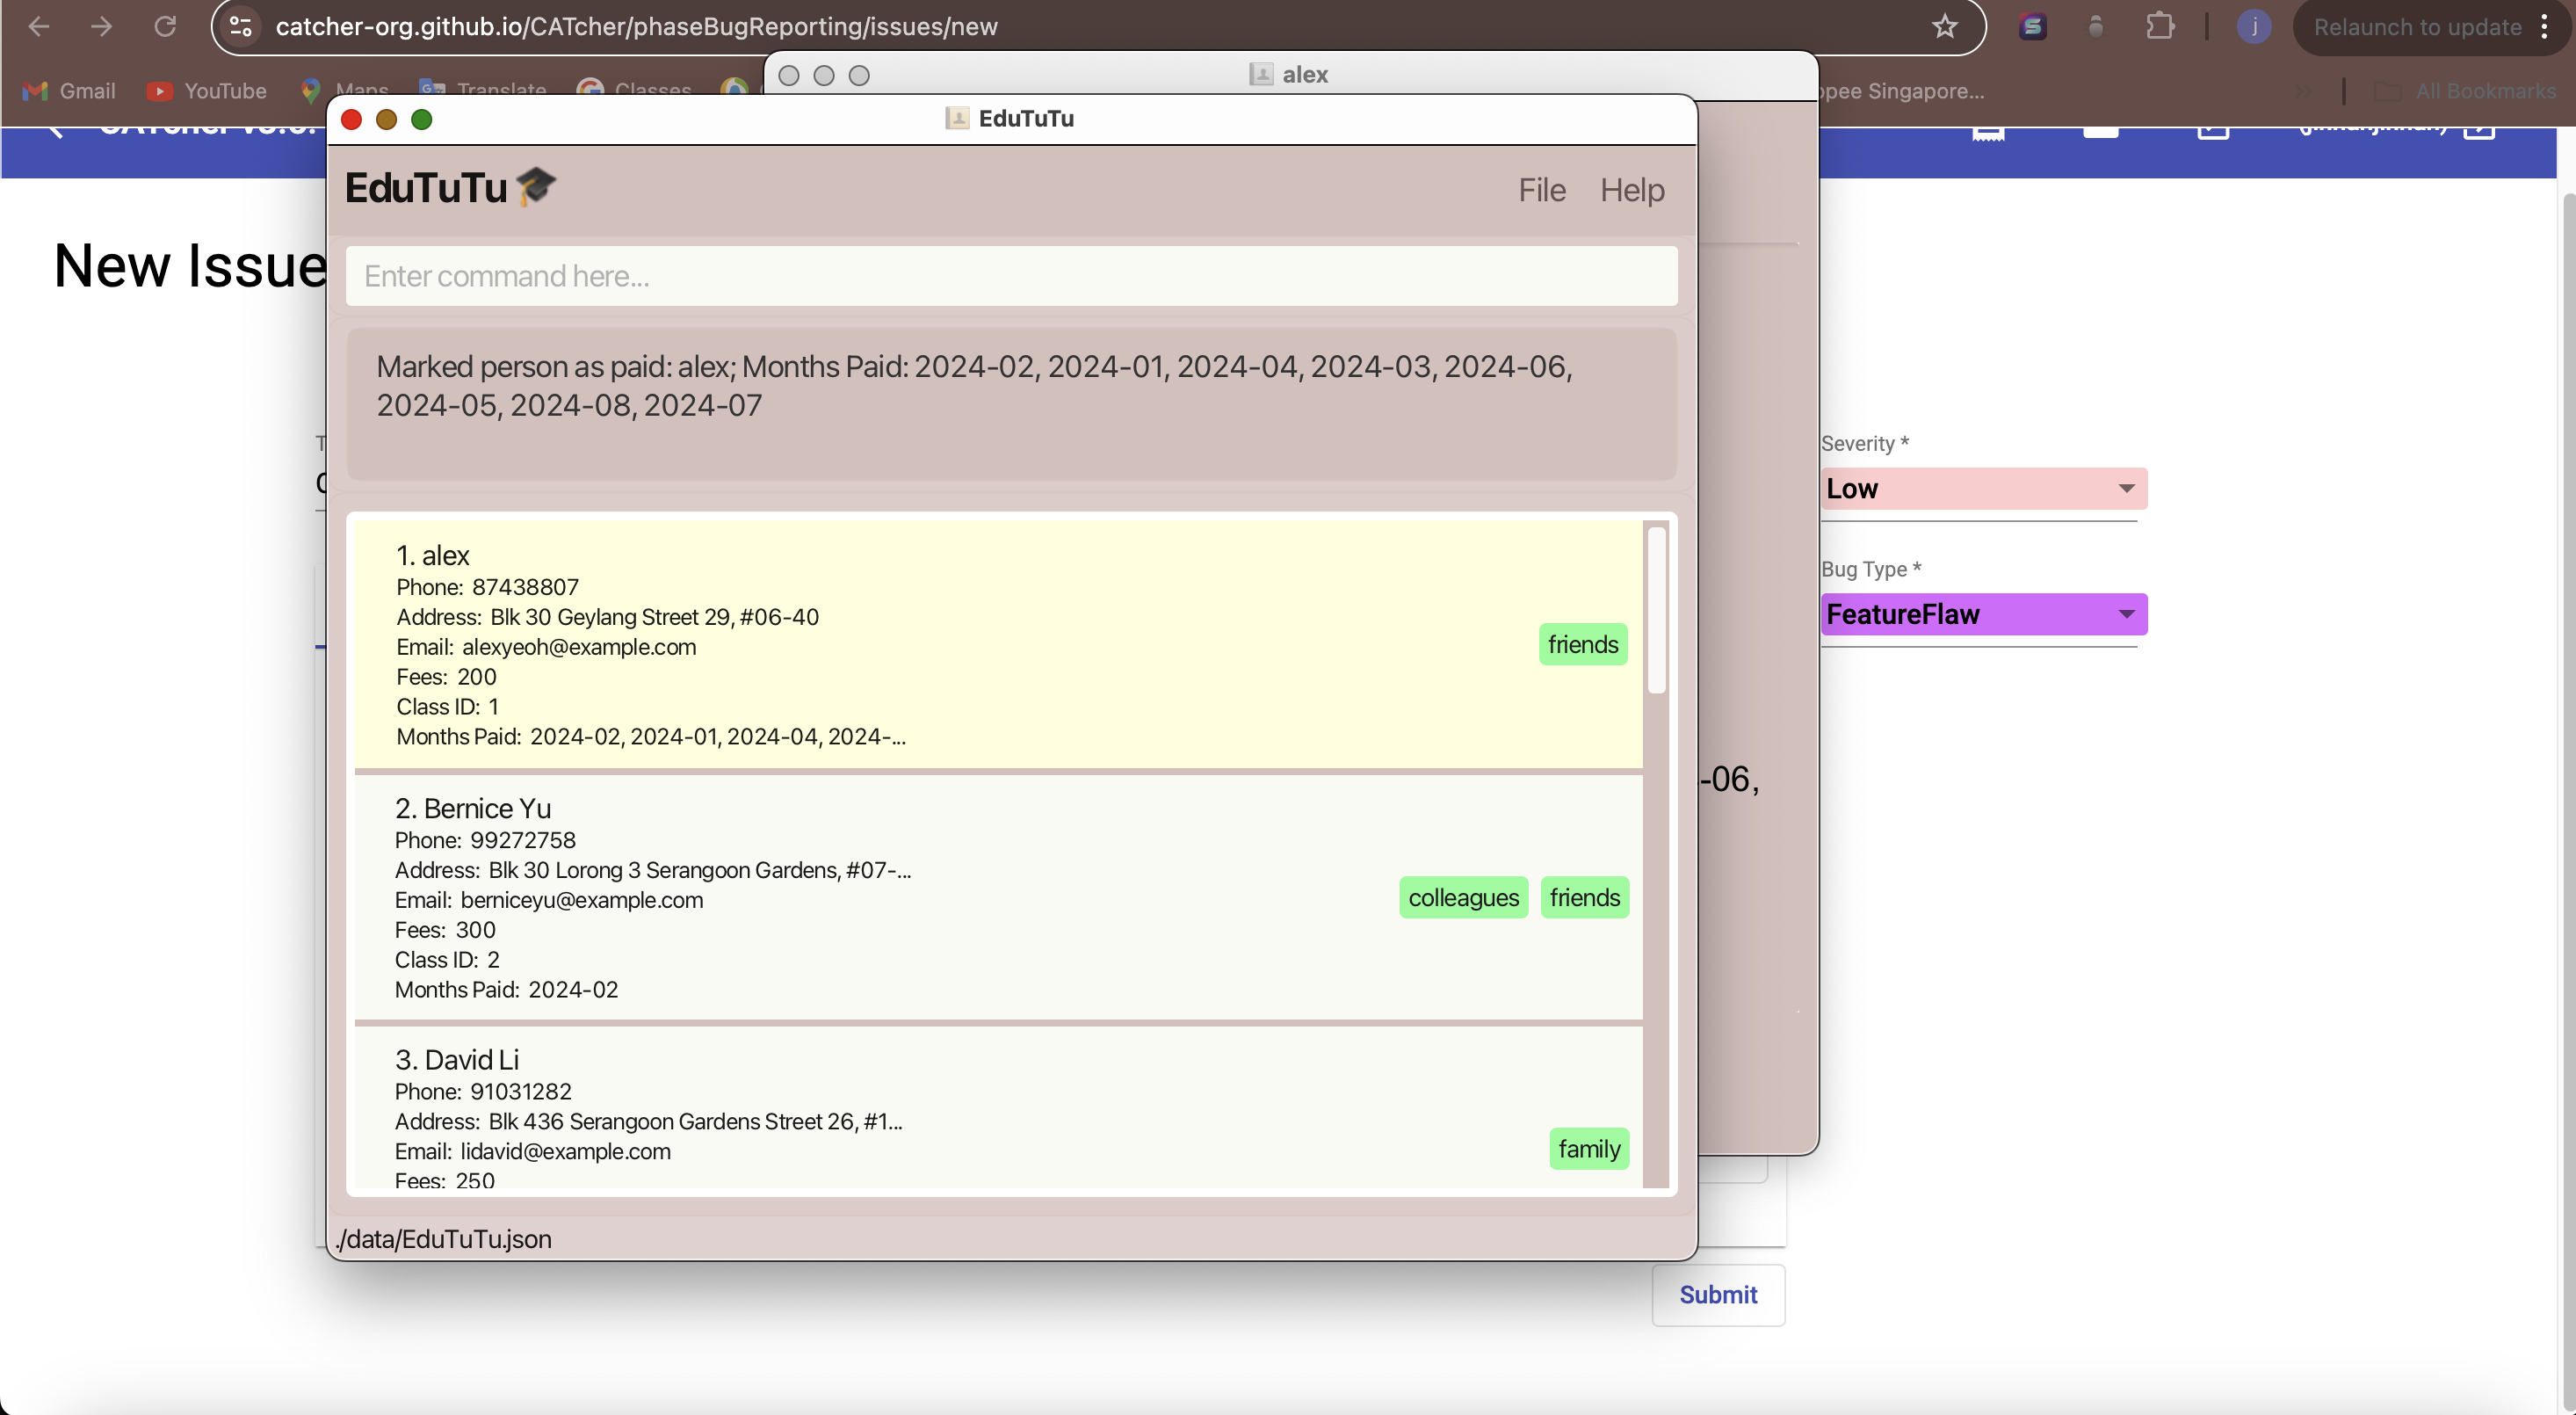 catcher-org.github.io/CATcher/phaseBugReporting/issues/new
Relaunch to update
Gmail
YouTube
Maps
Translate
Classes
opee Singapore...
All Bookmarks
alex
EduTuTu
New Issue
EduTuTu
File
Help
Enter command here...
Marked person as paid: alex; Months Paid: 2024-02, 2024-01, 2024-04, 2024-03, 2024-06,
2024-05, 2024-08, 2024-07
Severity *
Low
Bug Type *
FeatureFlaw
1. alex
Phone: 87438807
Address: Blk 30 Geylang Street 29, #06-40
Email: alexyeoh@example.com
friends
Fees: 200
Class ID: 1
Months Paid: 2024-02, 2024-01, 2024-04, 2024-...
-06,
2. Bernice Yu
Phone: 99272758
Address: Blk 30 Lorong 3 Serangoon Gardens, #07-...
Email: berniceyu@example.com
colleagues
friends
Fees: 300
Class ID: 2
Months Paid: 2024-02
3. David Li
Phone: 91031282
Address: Blk 436 Serangoon Gardens Street 26, #1...
Email: lidavid@example.com
family
Fees: 250
./data/EduTuTu.json
Submit